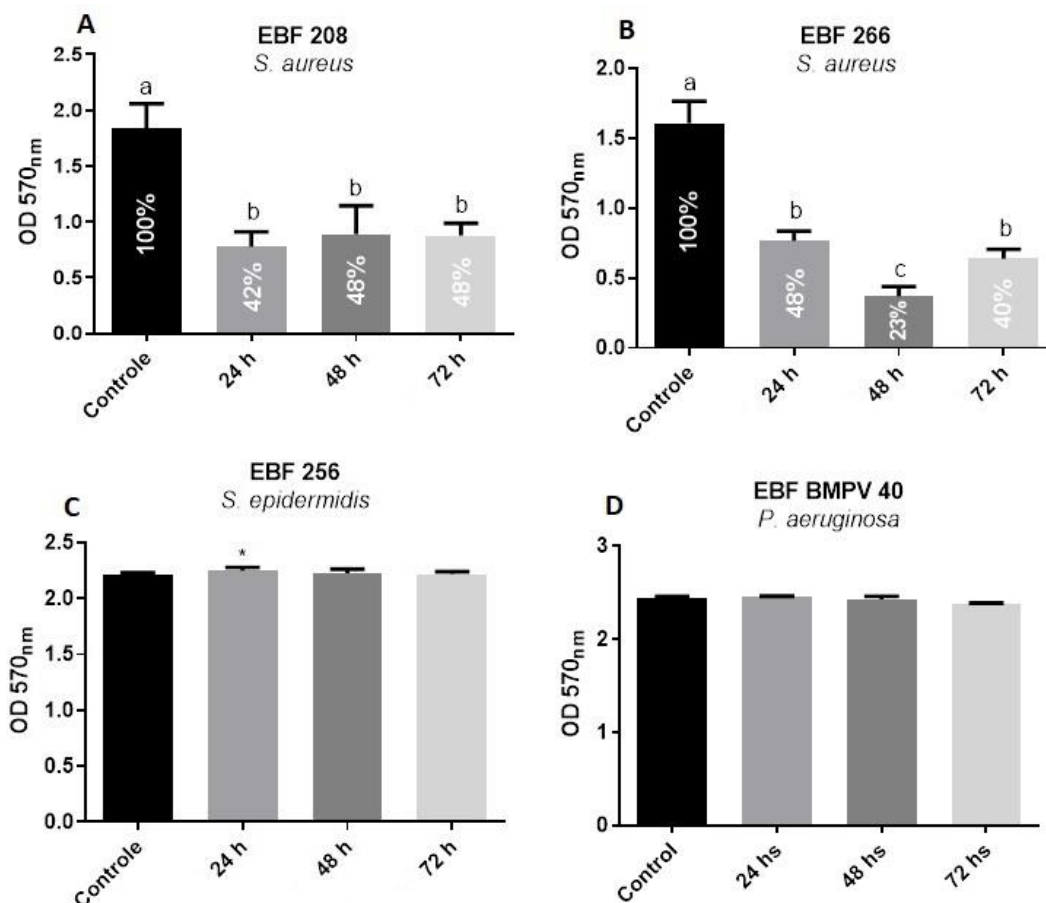 A
EBF 208
S. aureus
2.5
2.0
1.5
1.0
0.5
0.0
OD 570nm
a
b
b
b
100%
42%
48%
48%
Controle
24 h
48 h
72 h
B
EBF 266
S. aureus
2.0
1.5
1.0
0.5
0.0
OD 570nm
a
b
c
b
100%
48%
23%
40%
Controle
24 h
48 h
72 h
C
EBF 256
S. epidermidis
2.5
2.0
1.5
1.0
0.5
0.0
OD 570nm
*
Controle
24 h
48 h
72 h
D
EBF BMPV 40
P. aeruginosa
3
2
1
0
OD 570nm
Control
24 hs
48 hs
72 hs